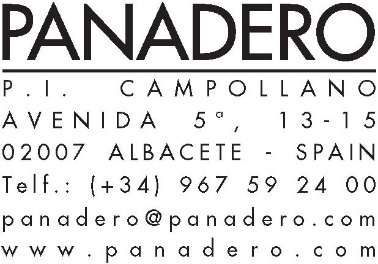 PANADERO
P.I. CAMPOLLANO
AVENIDA 5ª, 13-15
02007 ALBACETE - SPAIN
Telf.: (+34) 967 59 24 00
panadero@panadero.com
www.panadero.com